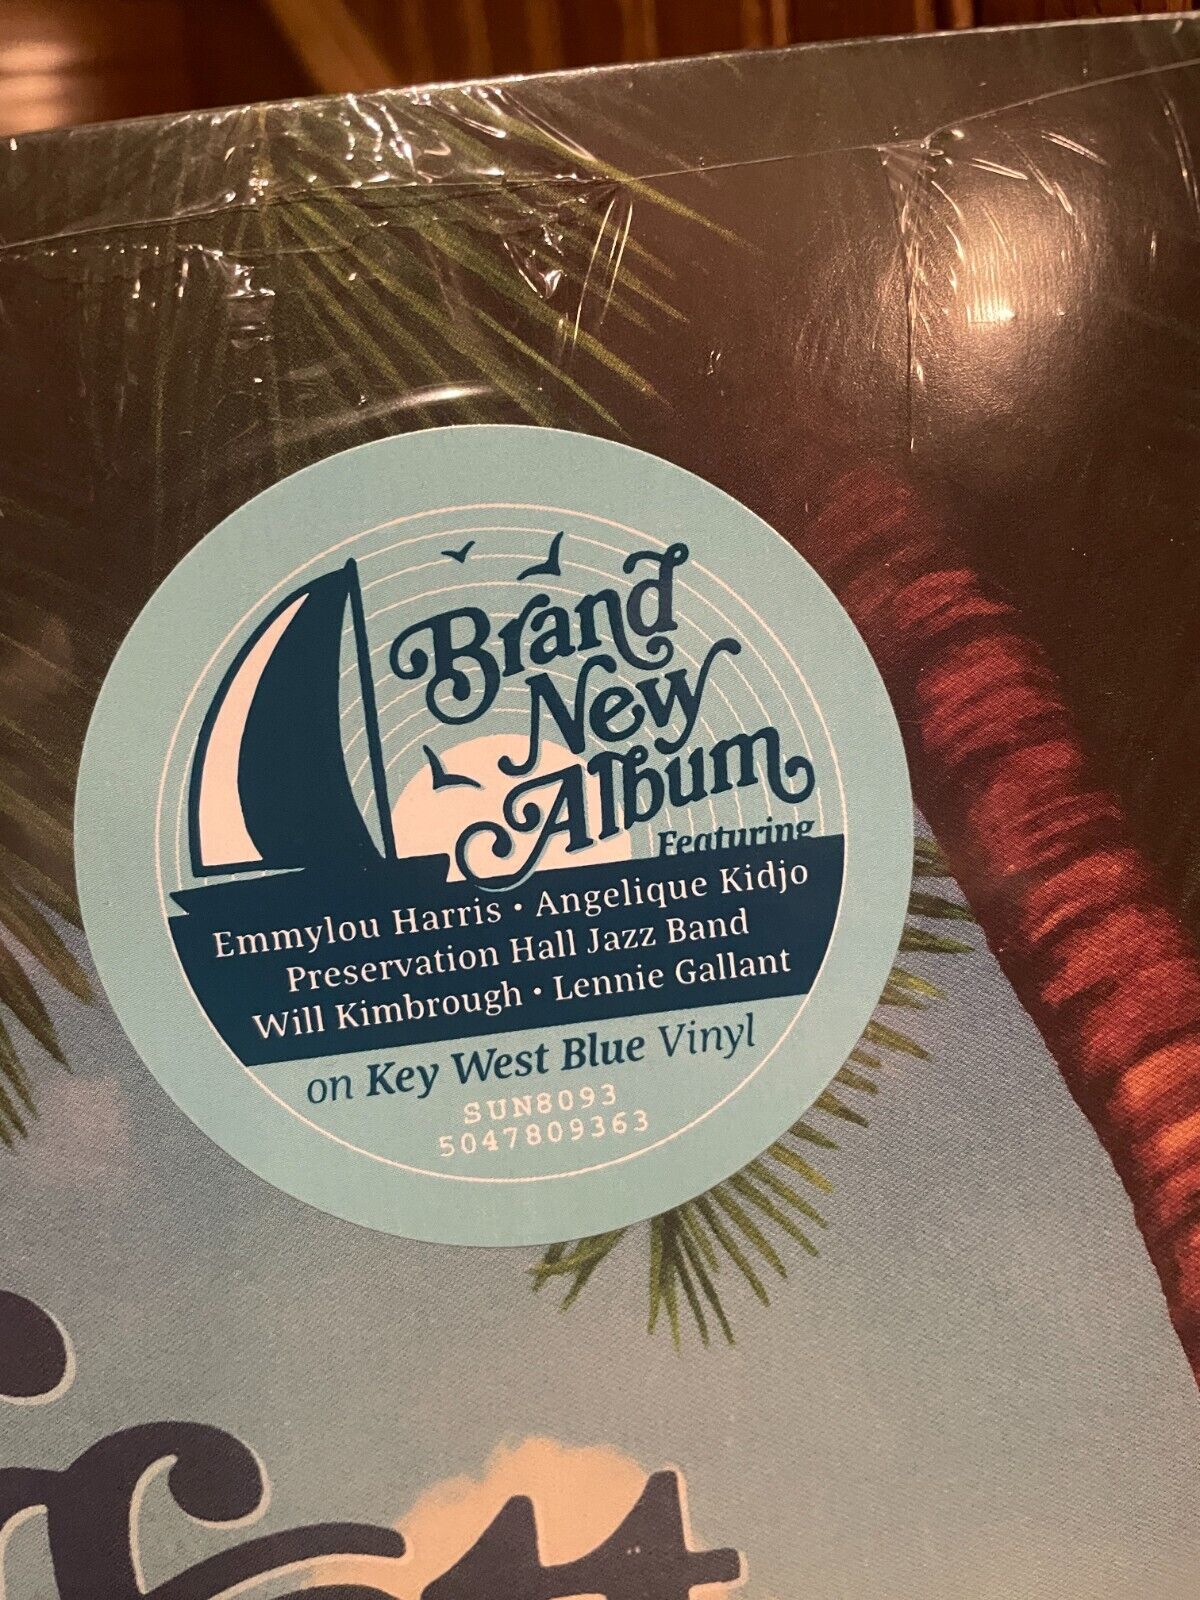 Brand
New
Album
Featuring
Emmylou Harris • Angelique Kidjo
Preservation Hall Jazz Band
Will Kimbrough • Lennie Gallant
on Key West Blue Vinyl
SUN8093
5047809363